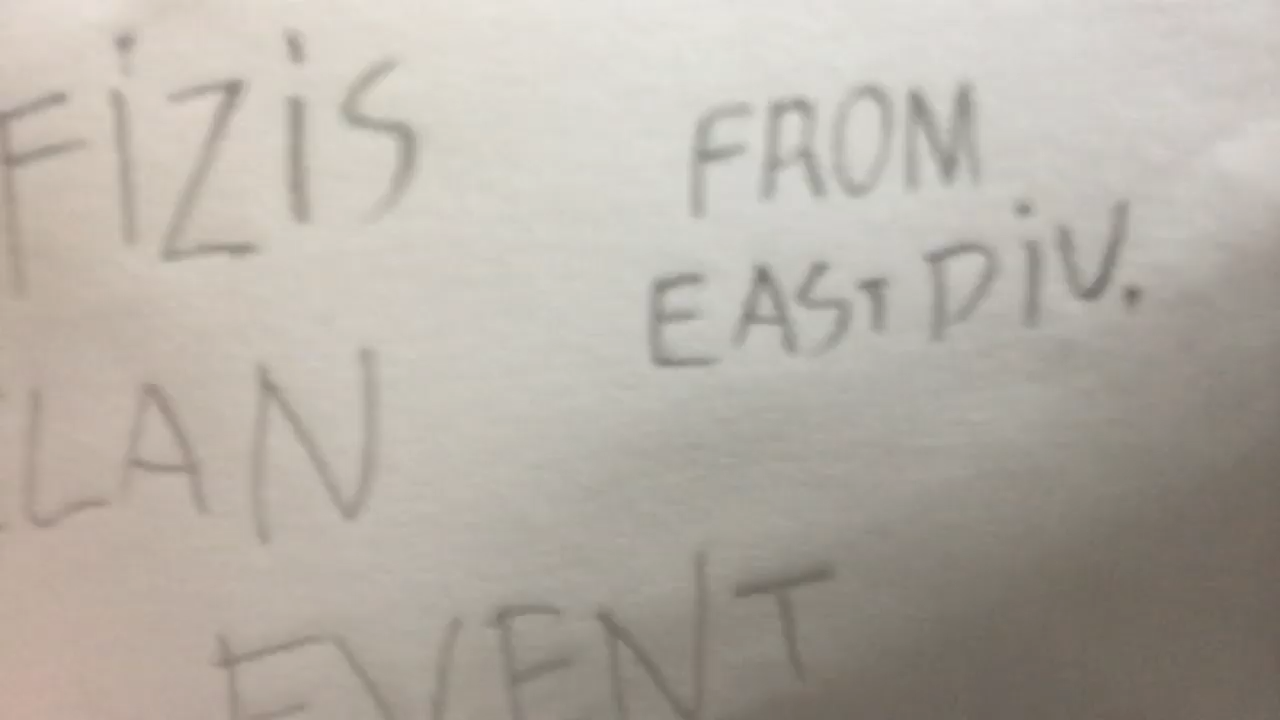 FiZiS
FROM
EAST DiV.
LAN
EVENT